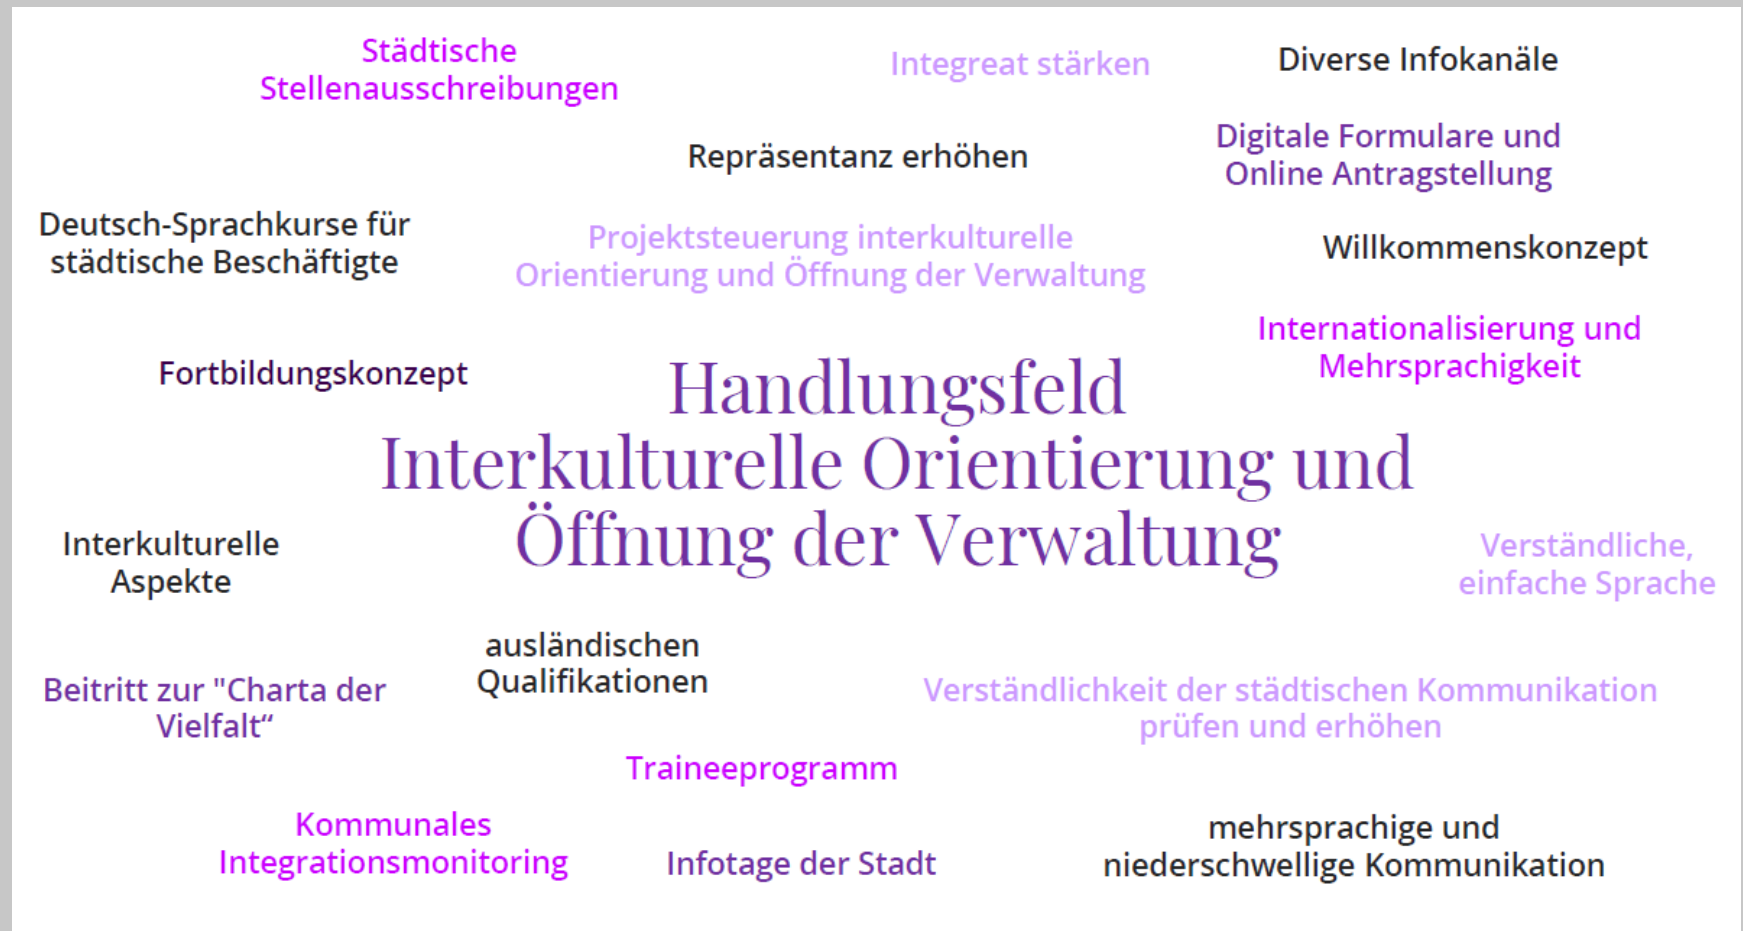 Städtische
Stellenausschreibungen
Integreat stärken
Diverse Infokanäle
Repräsentanz erhöhen
Digitale Formulare und
Online Antragstellung
Deutsch-Sprachkurse für
städtische Beschäftigte
Projektsteuerung interkulturelle
Orientierung und Öffnung der Verwaltung
Willkommenskonzept
Internationalisierung und
Mehrsprachigkeit
Fortbildungskonzept
Handlungsfeld
Interkulturelle Orientierung und
Öffnung der Verwaltung
Interkulturelle
Aspekte
Verständliche,
einfache Sprache
ausländischen
Qualifikationen
Beitritt zur "Charta der
Vielfalt“
Verständlichkeit der städtischen Kommunikation
prüfen und erhöhen
Traineeprogramm
Kommunales
Integrationsmonitoring
Infotage der Stadt
mehrsprachige und
niederschwellige Kommunikation